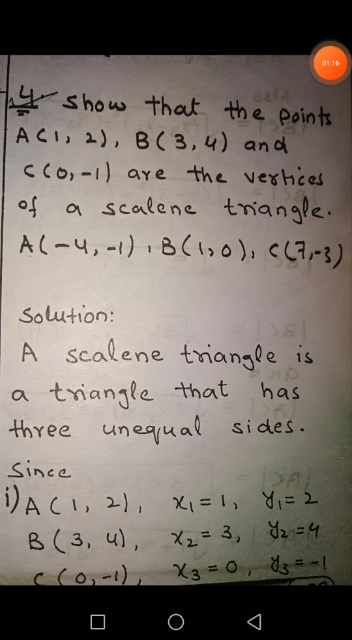 01:16
4 Show that the points
A(1, 2), B(3, 4) and
C(0, -1) are the vertices
of a scalene triangle.
A(-4, -1), B(1, 0), C(7, -3)
Solution:
A scalene triangle is
a triangle that has
three unequal sides.
Since
i) A(1, 2), x₁ = 1, y₁ = 2
B(3, 4), x₂ = 3, y₂ = 4
C(0, -1), x₃ = 0, y₃ = -1